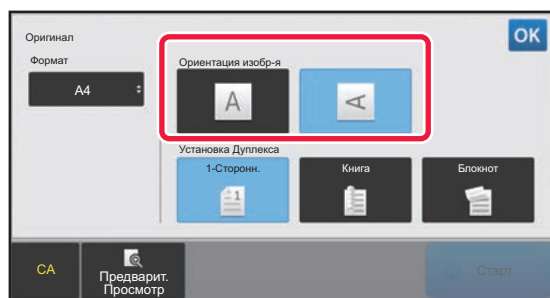 Оригинал
OK
Формат
Ориентация изобр-я
A4
A
A
Установка Дуплекса
1-Сторонн.
Книга
Блокнот
1
CA
Предварит.
Просмотр
Старт